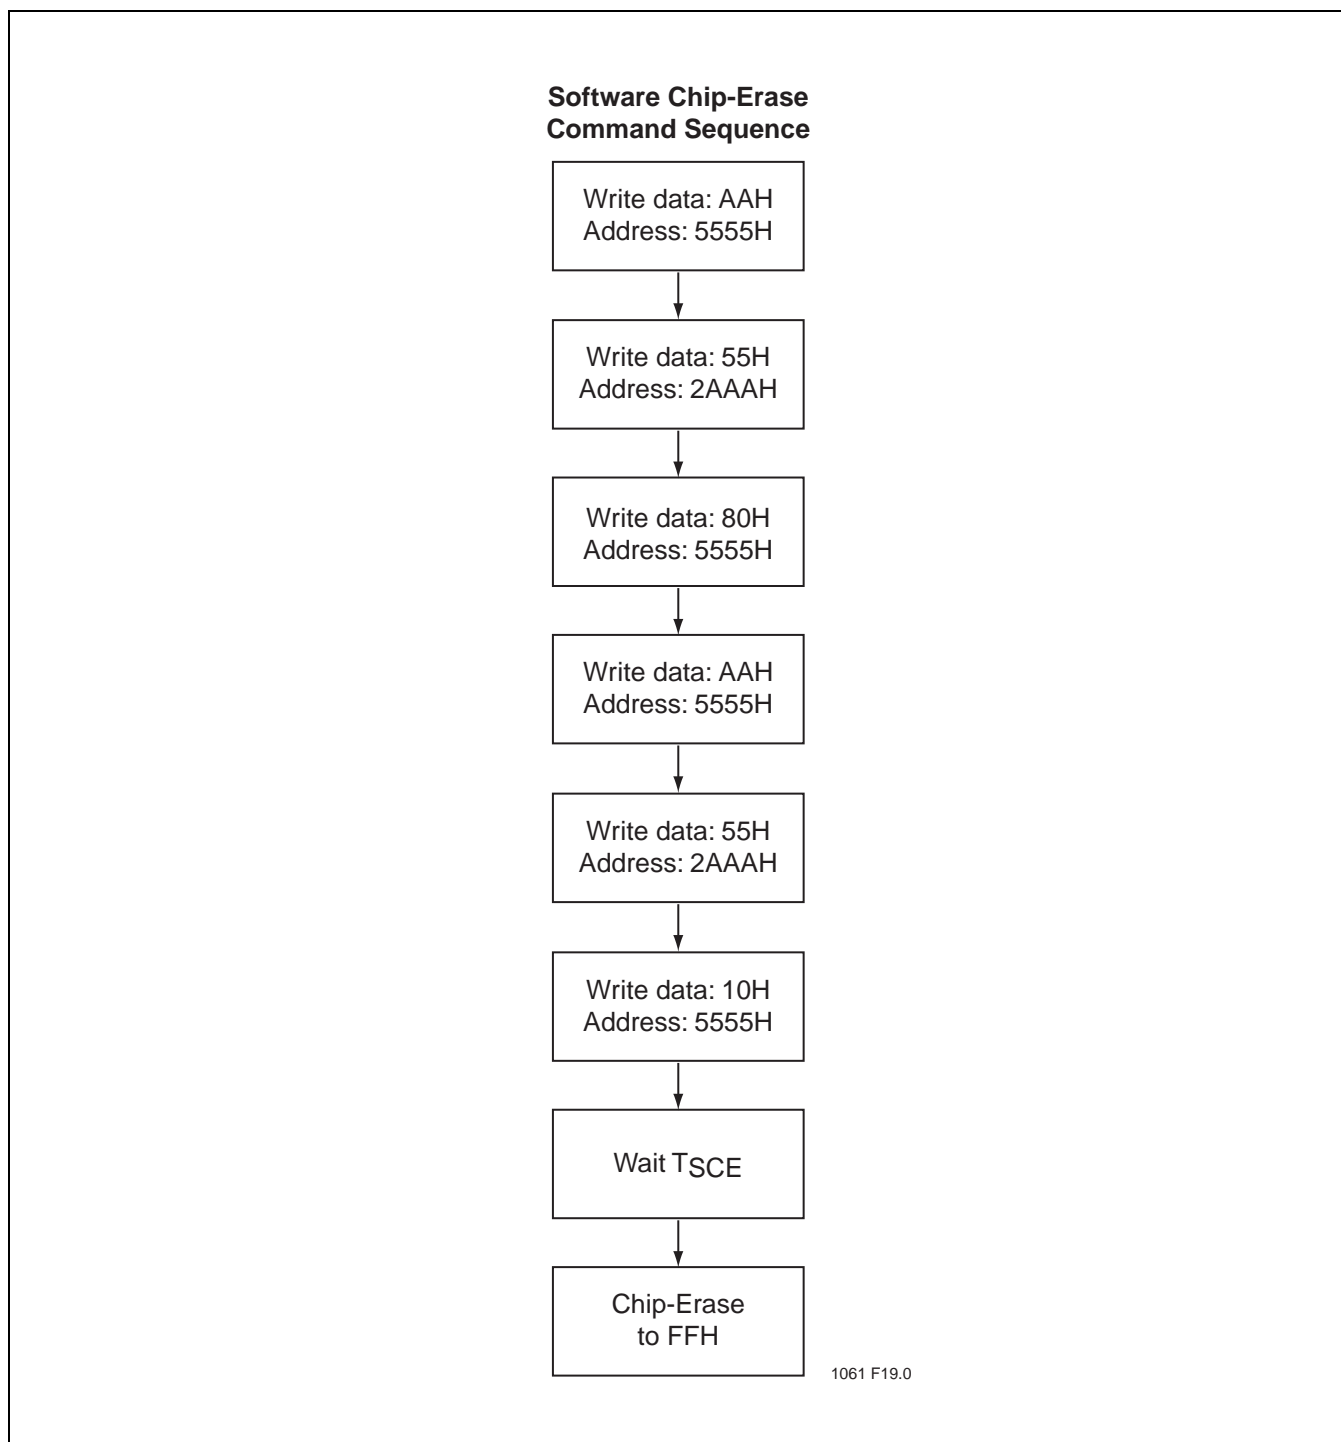 Software Chip-Erase
Command Sequence
Write data: AAH
Address: 5555H
Write data: 55H
Address: 2AAAH
Write data: 80H
Address: 5555H
Write data: AAH
Address: 5555H
Write data: 55H
Address: 2AAAH
Write data: 10H
Address: 5555H
Wait TSCE
Chip-Erase
to FFH
1061 F19.0